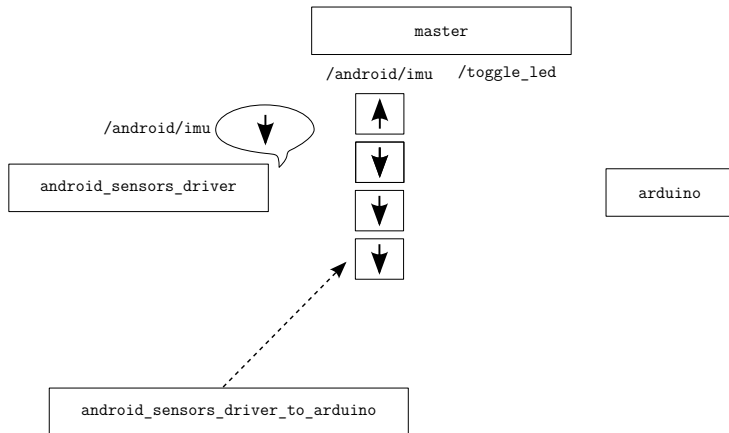 master
/android/imu
/toggle_led
/android/imu
android_sensors_driver
arduino
android_sensors_driver_to_arduino